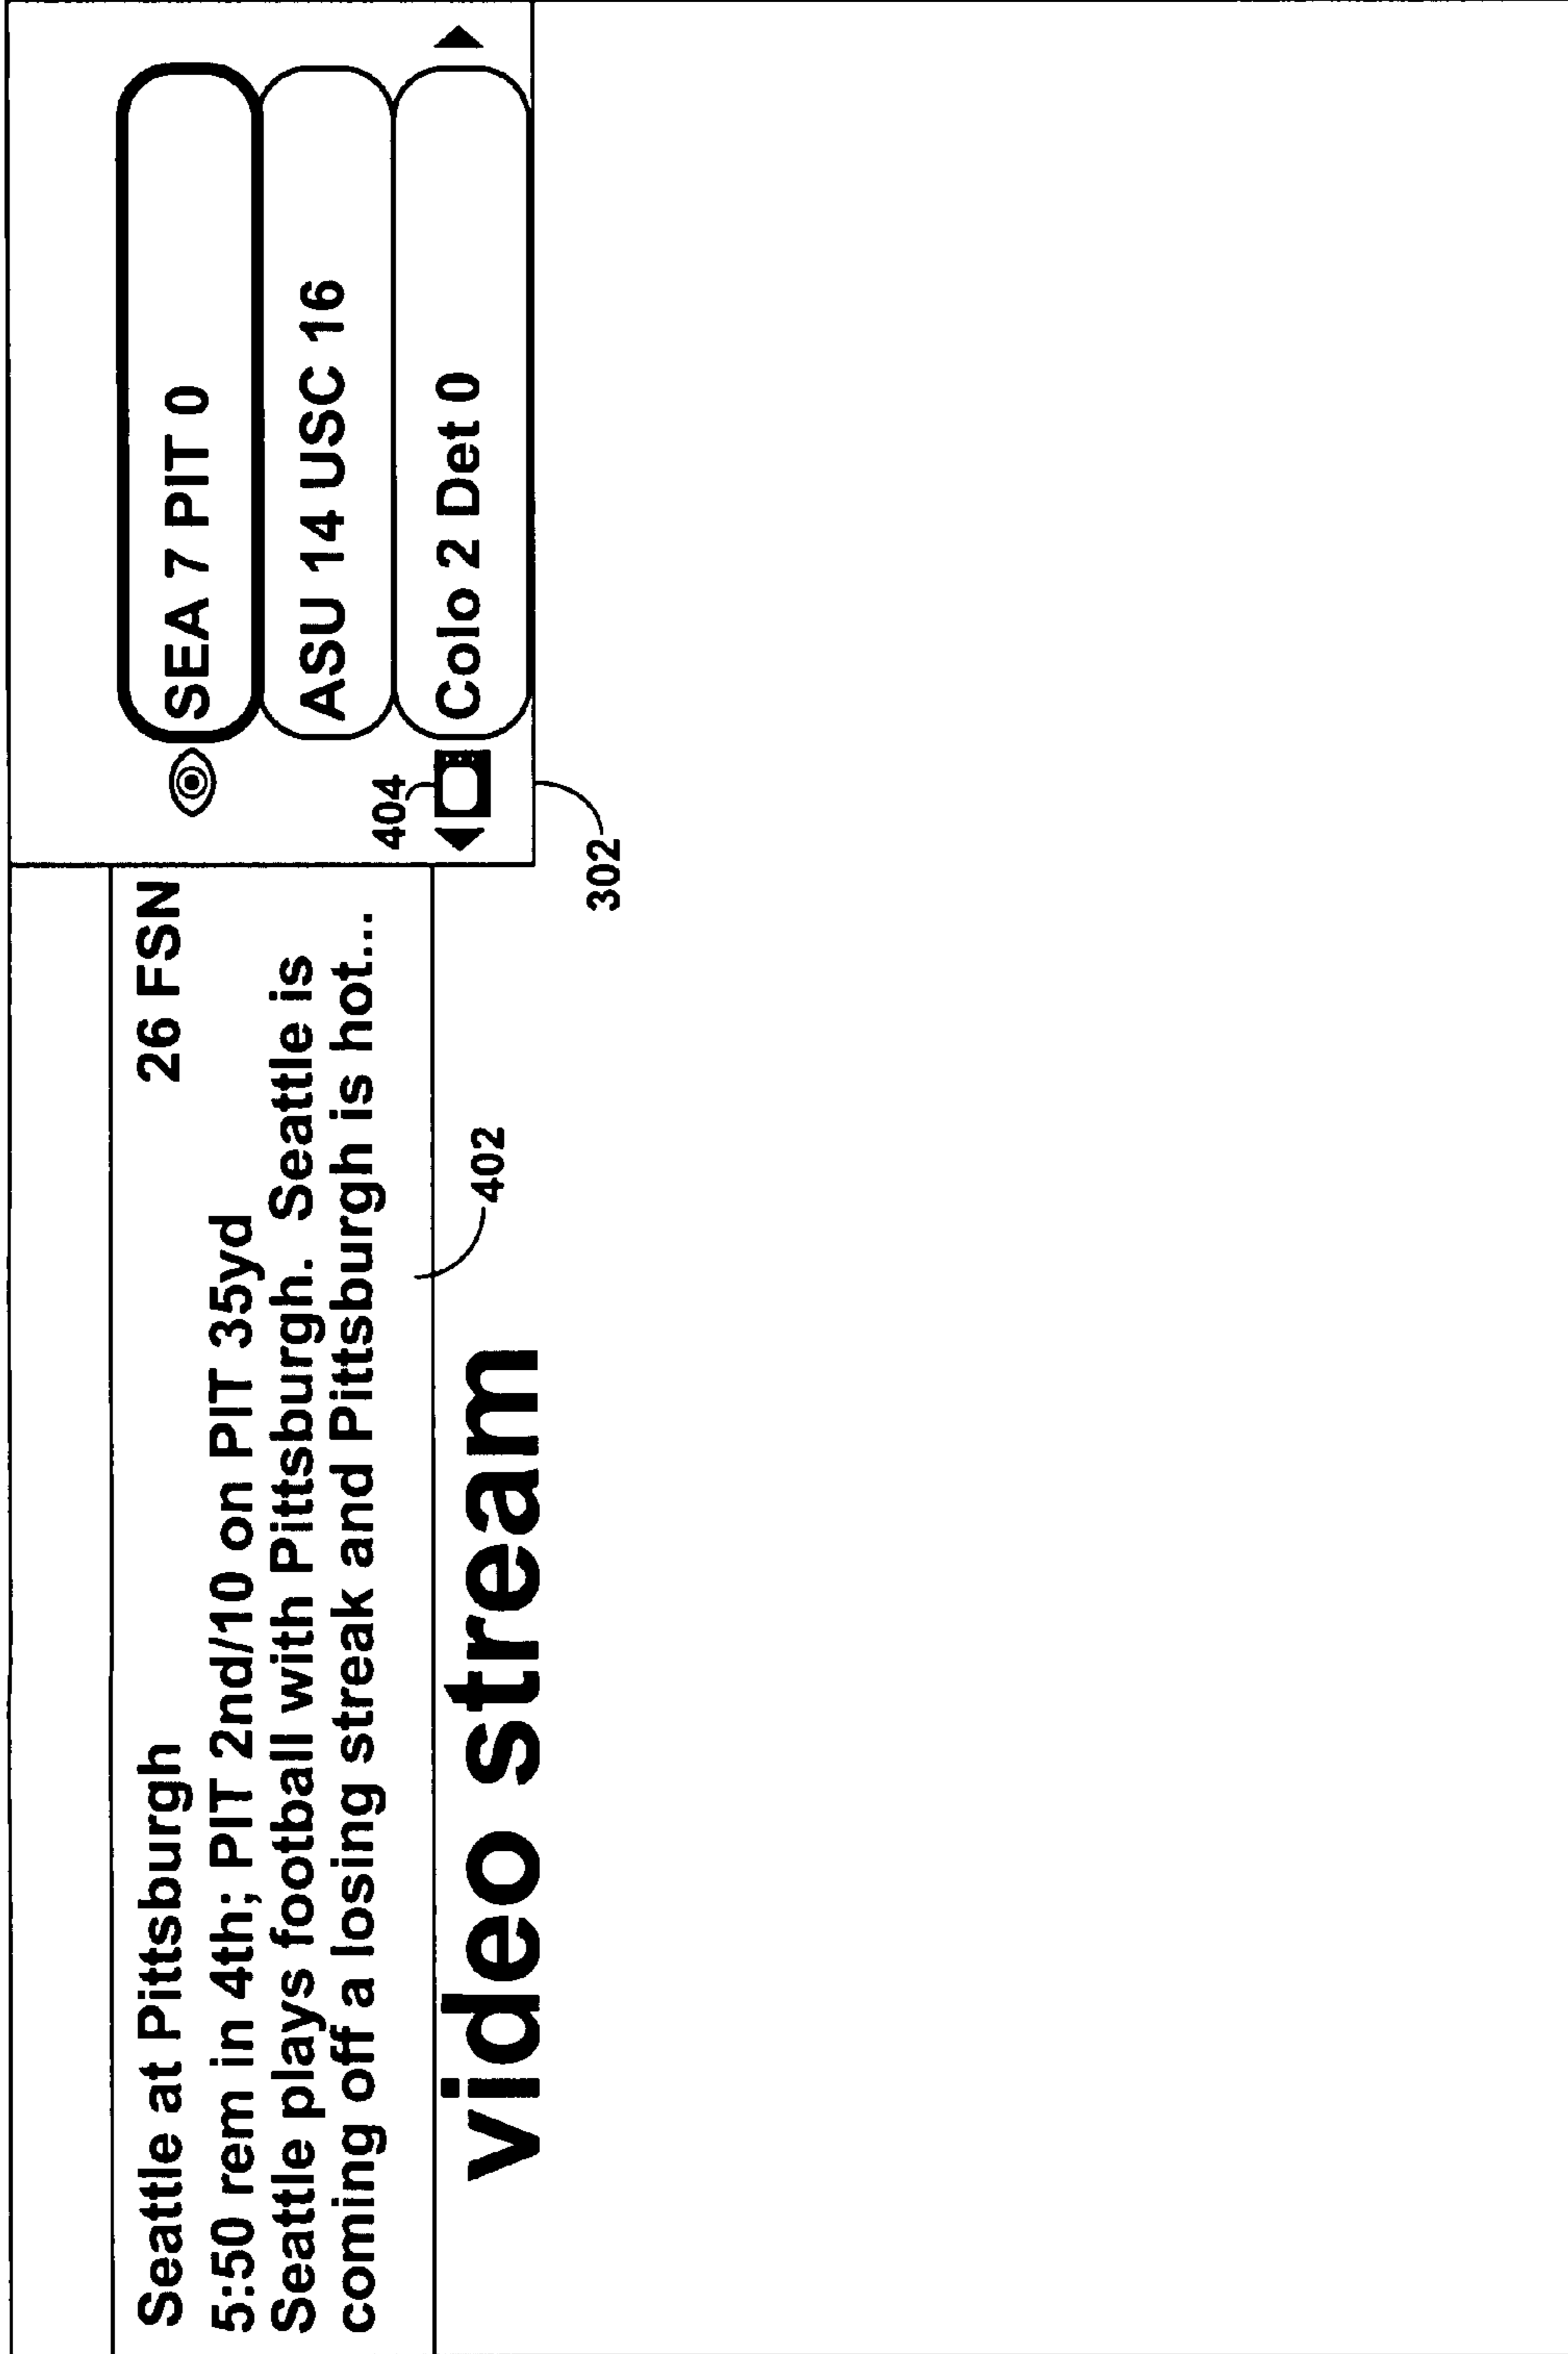 Seattle at Pittsburgh 26 FSN
5:50 rem in 4th; PIT 2nd/10 on PIT 35yd
Seattle plays football with Pittsburgh. Seattle is
coming off a losing streak and Pittsburgh is hot...
402
video stream
SEA 7 PIT 0
ASU 14 USC 16
404
Colo 2 Det 0
302